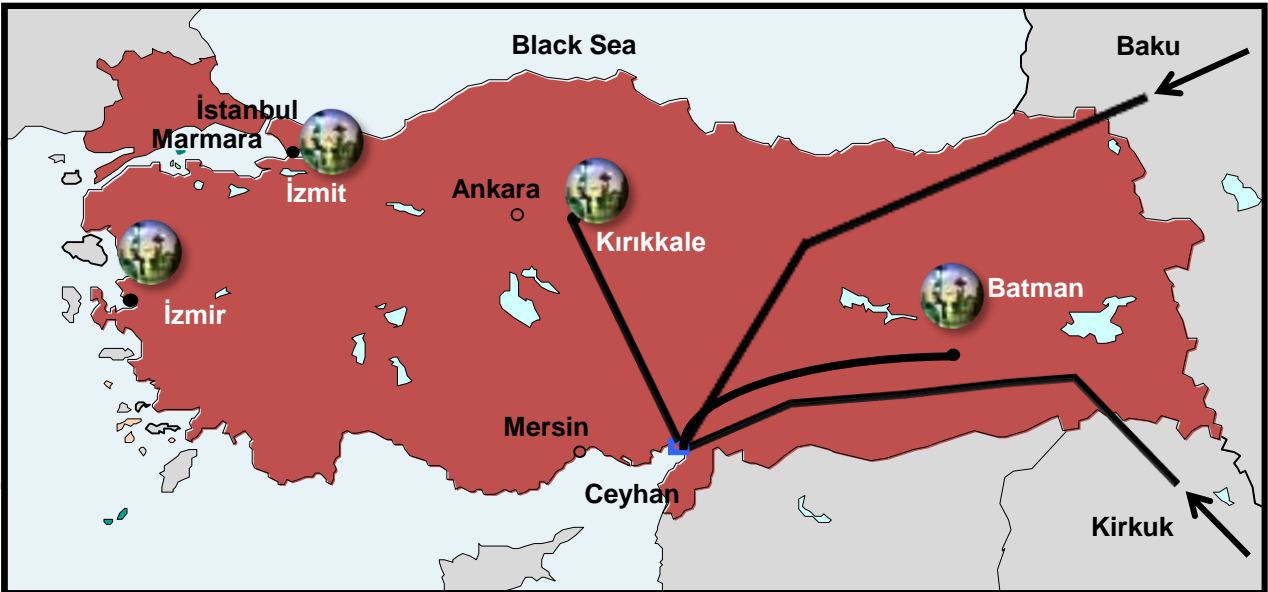 Black Sea
Baku
İstanbul
Marmara
İzmit
Ankara
Kırıkkale
İzmir
Batman
Mersin
Ceyhan
Kirkuk